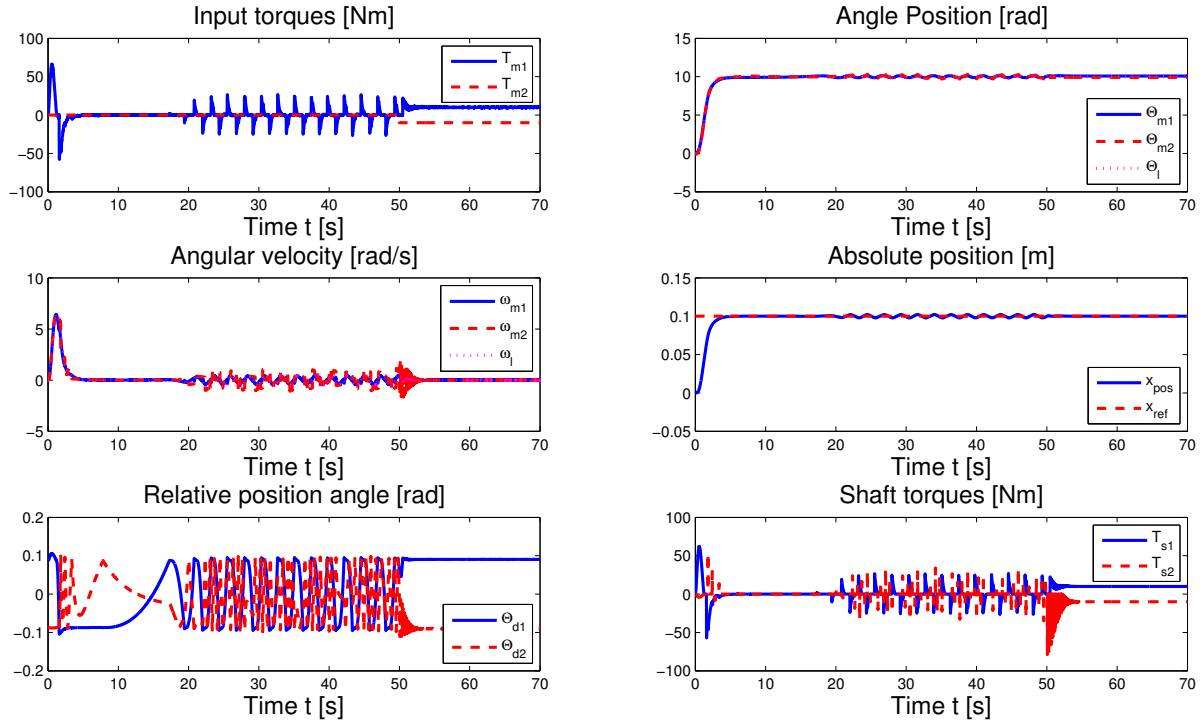 Input torques [Nm]
100
50
0
−50
−100
0 10 20 30 40 50 60 70
Time t [s]
T_m1
T_m2
Angle Position [rad]
15
10
5
0
−5
0 10 20 30 40 50 60 70
Time t [s]
Θ_m1
Θ_m2
Θ_l
Angular velocity [rad/s]
10
5
0
−5
0 10 20 30 40 50 60 70
Time t [s]
ω_m1
ω_m2
ω_l
Absolute position [m]
0.15
0.1
0.05
0
−0.05
0 10 20 30 40 50 60 70
Time t [s]
x_pos
x_ref
Relative position angle [rad]
0.2
0.1
0
−0.1
−0.2
0 10 20 30 40 50 60 70
Time t [s]
Θ_d1
Θ_d2
Shaft torques [Nm]
100
50
0
−50
−100
0 10 20 30 40 50 60 70
Time t [s]
T_s1
T_s2